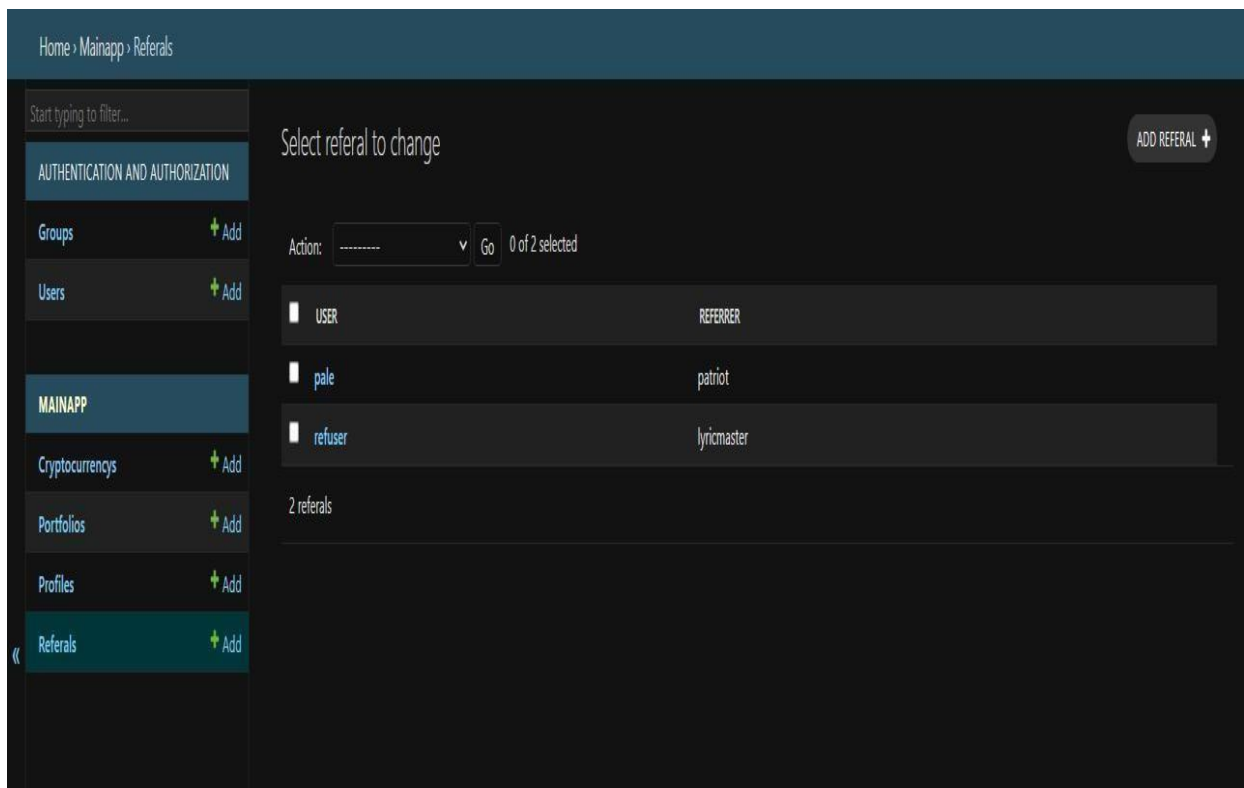 Home › Mainapp › Referals
Start typing to filter...
AUTHENTICATION AND AUTHORIZATION
Groups + Add
Users + Add
MAINAPP
Cryptocurrencys + Add
Portfolios + Add
Profiles + Add
Referals + Add
«
Select referal to change
ADD REFERAL +
Action: --------- Go 0 of 2 selected
USER REFERRER
pale patriot
refuser lyricmaster
2 referals